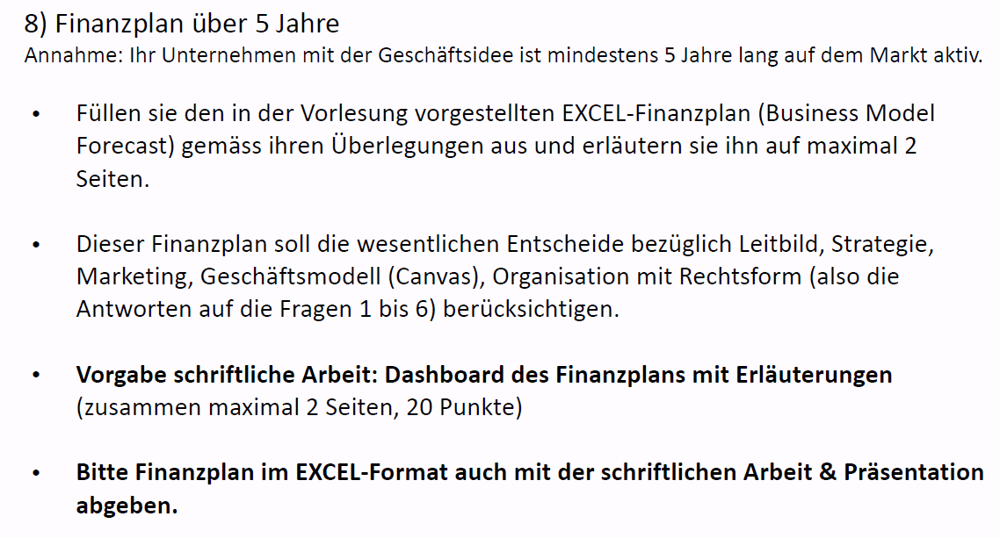 8) Finanzplan über 5 Jahre
Annahme: Ihr Unternehmen mit der Geschäftsidee ist mindestens 5 Jahre lang auf dem Markt aktiv.
• Füllen sie den in der Vorlesung vorgestellten EXCEL-Finanzplan (Business Model
Forecast) gemäss ihren Überlegungen aus und erläutern sie ihn auf maximal 2
Seiten.
• Dieser Finanzplan soll die wesentlichen Entscheide bezüglich Leitbild, Strategie,
Marketing, Geschäftsmodell (Canvas), Organisation mit Rechtsform (also die
Antworten auf die Fragen 1 bis 6) berücksichtigen.
• Vorgabe schriftliche Arbeit: Dashboard des Finanzplans mit Erläuterungen
(zusammen maximal 2 Seiten, 20 Punkte)
• Bitte Finanzplan im EXCEL-Format auch mit der schriftlichen Arbeit & Präsentation
abgeben.